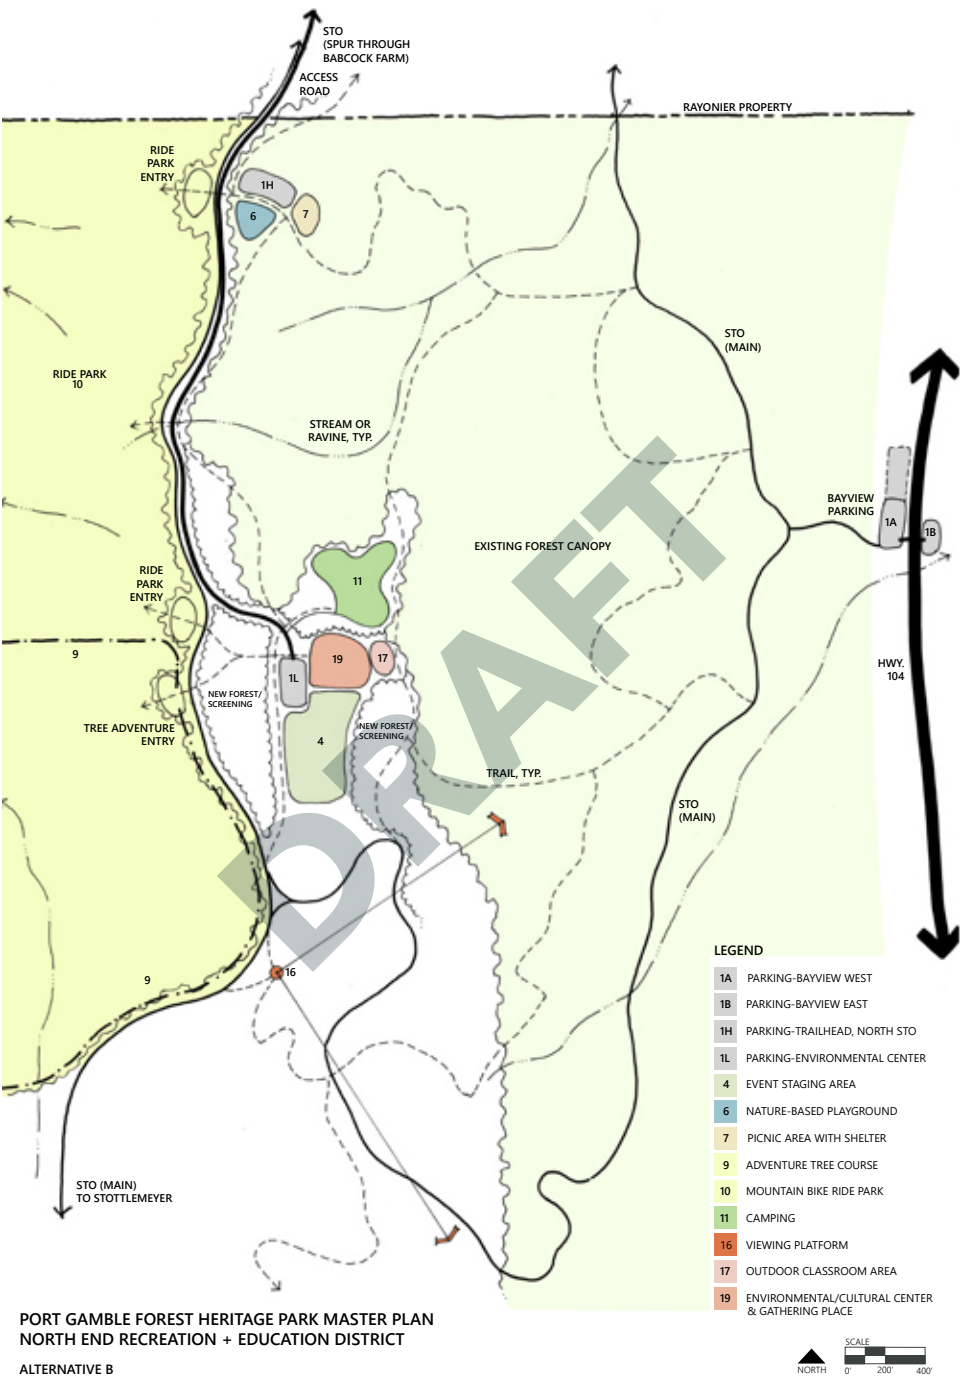 STO
(SPUR THROUGH
BABCOCK FARM)
ACCESS
ROAD
RAYONIER PROPERTY
RIDE
PARK
ENTRY
1H
6
7
STO
(MAIN)
RIDE PARK
10
STREAM OR
RAVINE, TYP.
BAYVIEW
PARKING
1A
1B
EXISTING FOREST CANOPY
11
RIDE
PARK
ENTRY
9
19
17
1L
HWY.
104
NEW FOREST/
SCREENING
NEW FOREST/
SCREENING
TREE ADVENTURE
ENTRY
4
TRAIL, TYP.
STO
(MAIN)
DRAFT
16
9
STO (MAIN)
TO STOTTLEMEYER
LEGEND
1A PARKING-BAYVIEW WEST
1B PARKING-BAYVIEW EAST
1H PARKING-TRAILHEAD, NORTH STO
1L PARKING-ENVIRONMENTAL CENTER
4 EVENT STAGING AREA
6 NATURE-BASED PLAYGROUND
7 PICNIC AREA WITH SHELTER
9 ADVENTURE TREE COURSE
10 MOUNTAIN BIKE RIDE PARK
11 CAMPING
16 VIEWING PLATFORM
17 OUTDOOR CLASSROOM AREA
19 ENVIRONMENTAL/CULTURAL CENTER
& GATHERING PLACE
PORT GAMBLE FOREST HERITAGE PARK MASTER PLAN
NORTH END RECREATION + EDUCATION DISTRICT
ALTERNATIVE B
NORTH
SCALE
0' 200' 400'